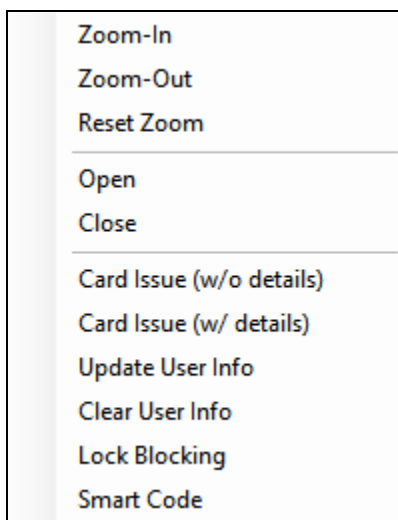 Zoom-In
Zoom-Out
Reset Zoom
Open
Close
Card Issue (w/o details)
Card Issue (w/ details)
Update User Info
Clear User Info
Lock Blocking
Smart Code